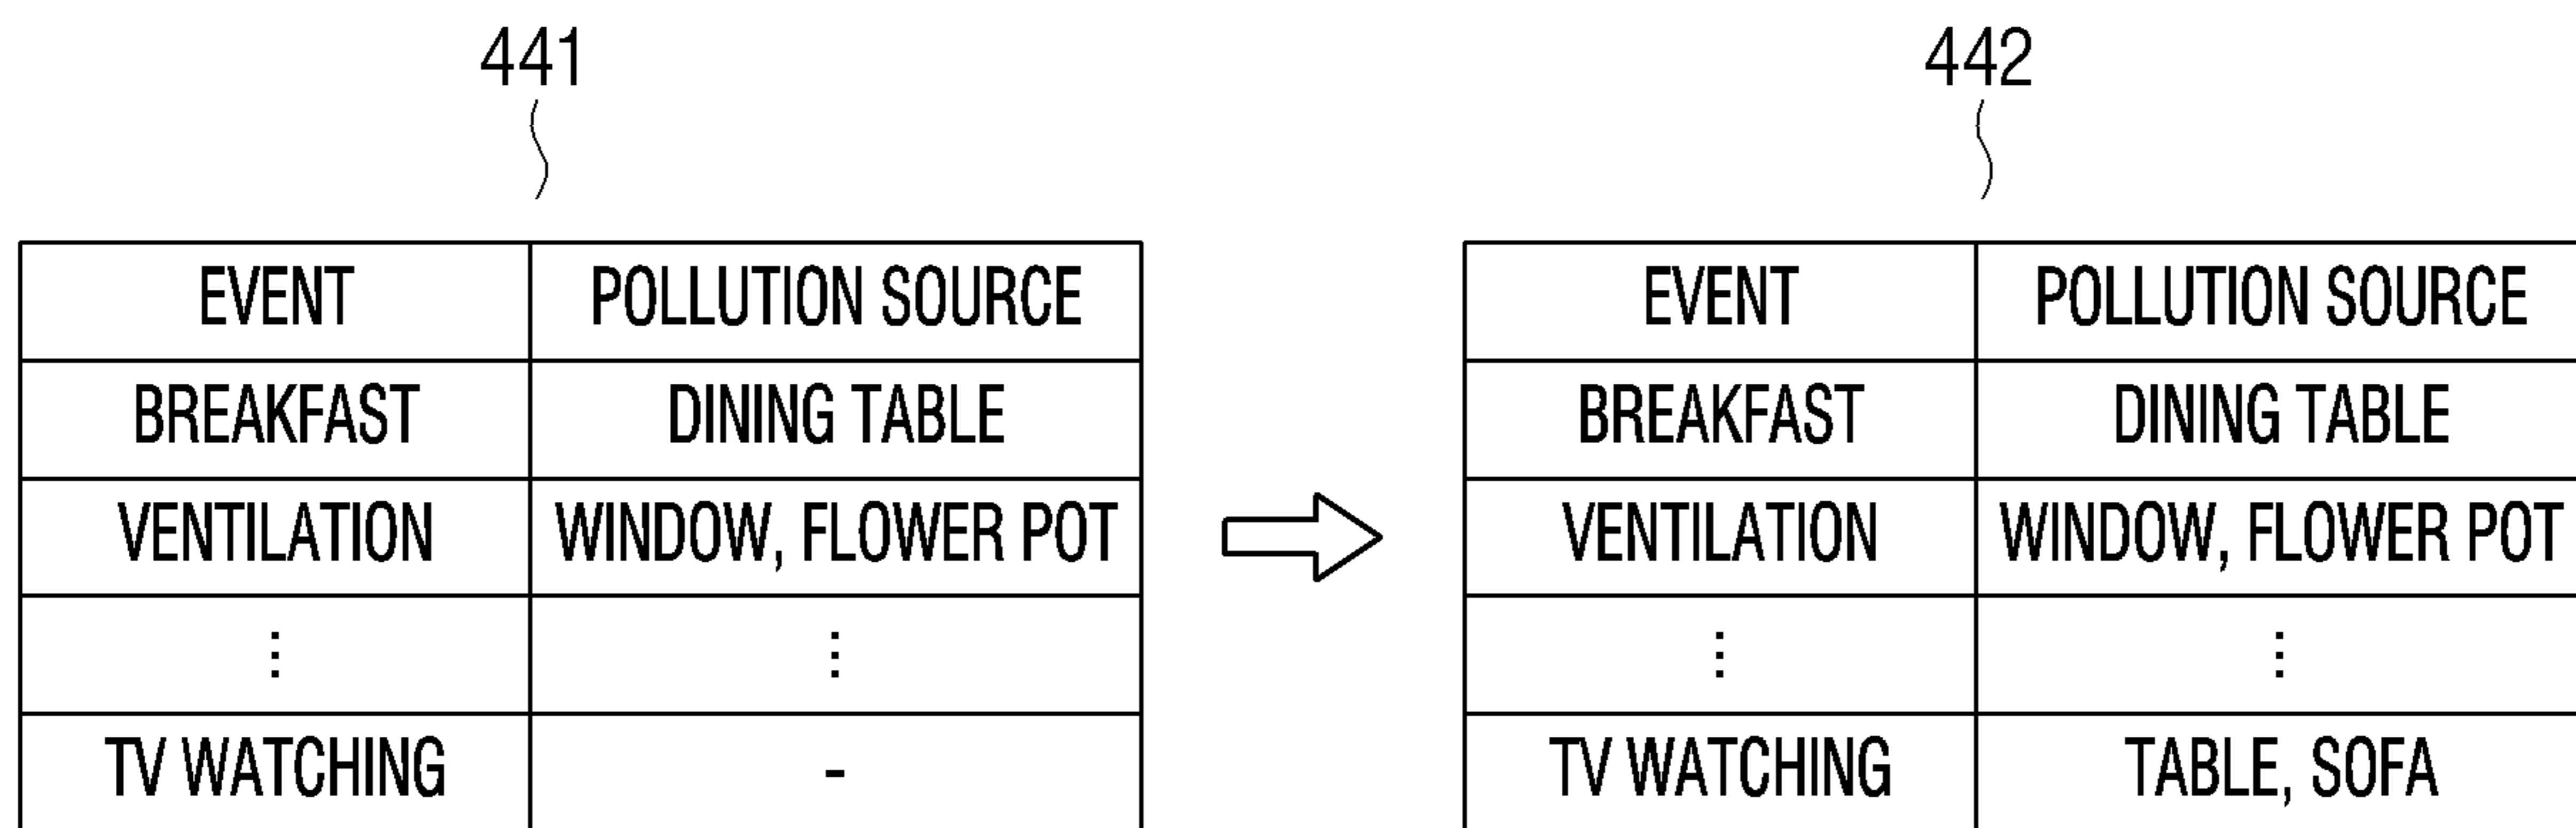 441
442
EVENT POLLUTION SOURCE
BREAKFAST DINING TABLE
VENTILATION WINDOW, FLOWER POT
⋮ ⋮
TV WATCHING -
EVENT POLLUTION SOURCE
BREAKFAST DINING TABLE
VENTILATION WINDOW, FLOWER POT
⋮ ⋮
TV WATCHING TABLE, SOFA